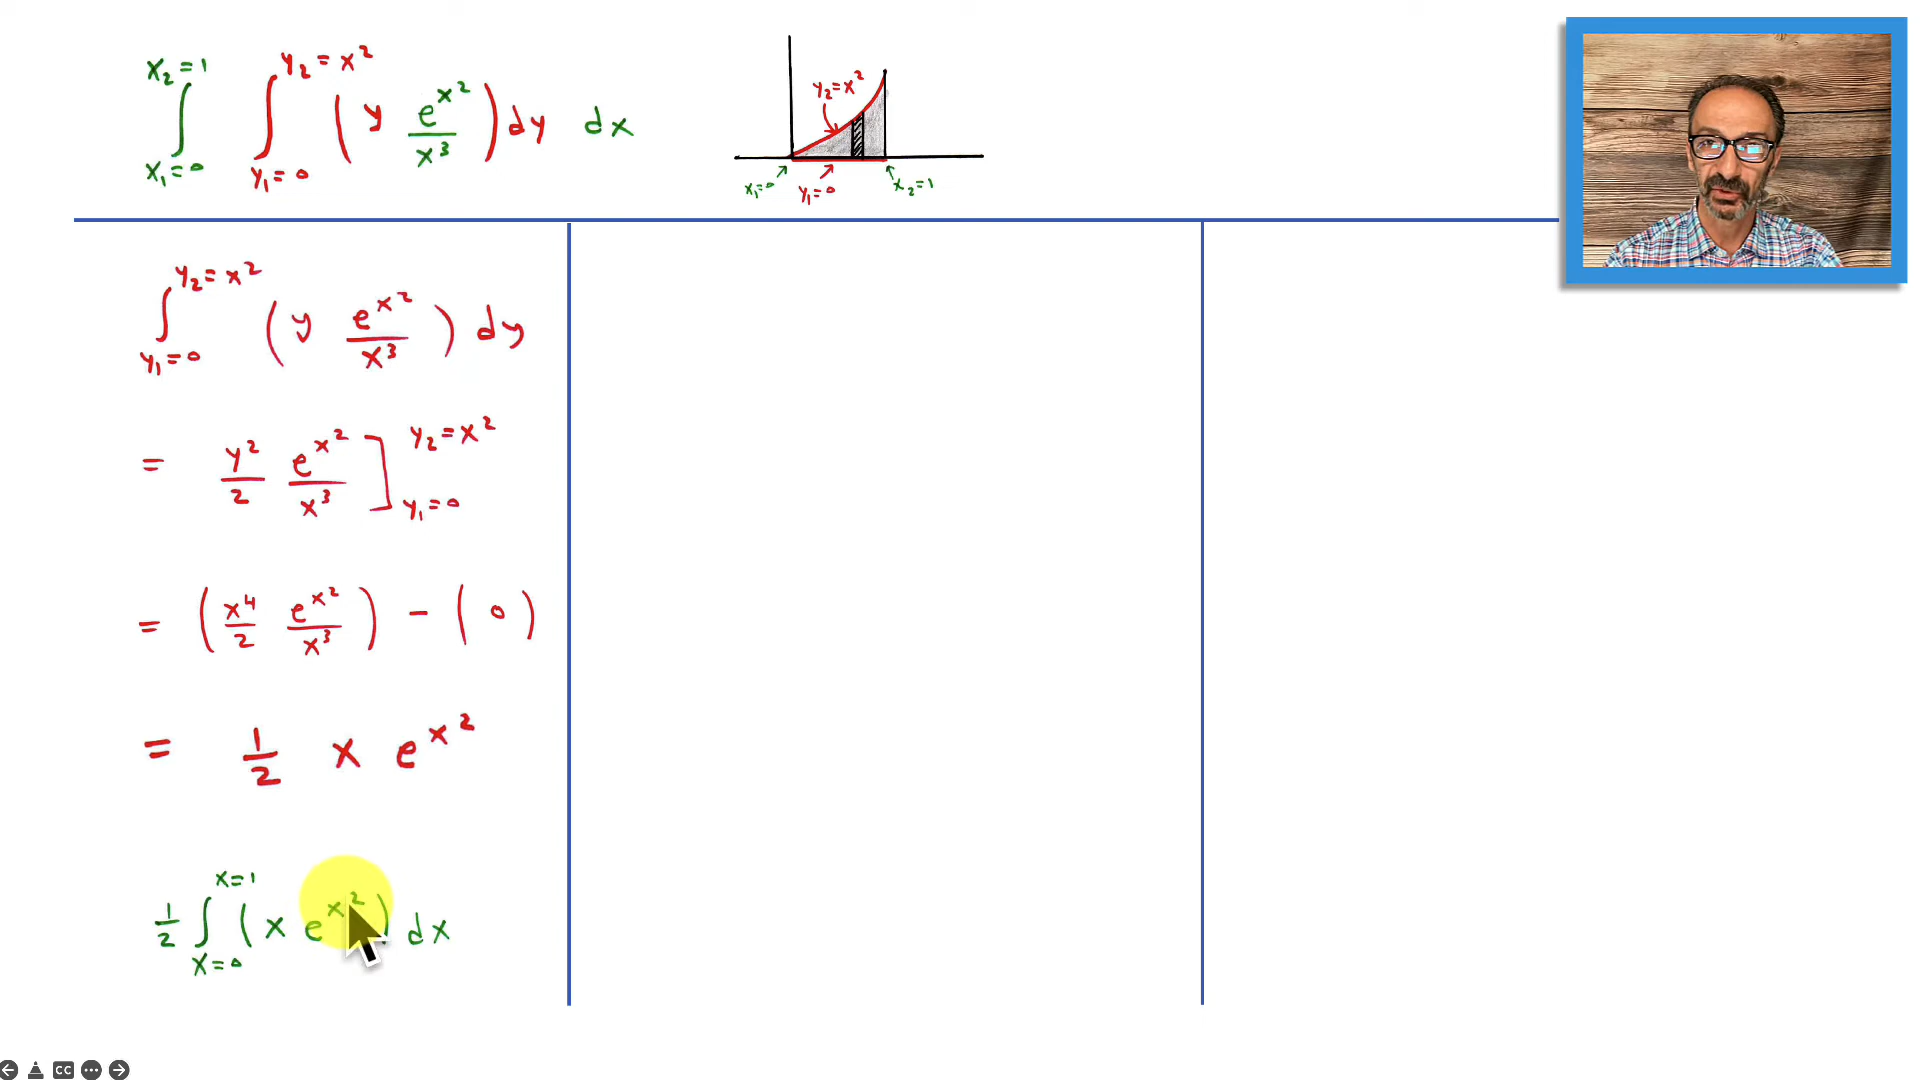 ∫_{x₁=0}^{x₂=1} ∫_{y₁=0}^{y₂=x²} ( y e^{x²}/x³ ) dy dx
y₂=x²
x₁=0 y₁=0 x₂=1
∫_{y₁=0}^{y₂=x²} ( y e^{x²}/x³ ) dy
= y²/2 e^{x²}/x³ ]_{y₁=0}^{y₂=x²}
= ( x⁴/2 e^{x²}/x³ ) - ( 0 )
= 1/2 x e^{x²}
1/2 ∫_{x=0}^{x=1} ( x e^{x²} ) dx
CC